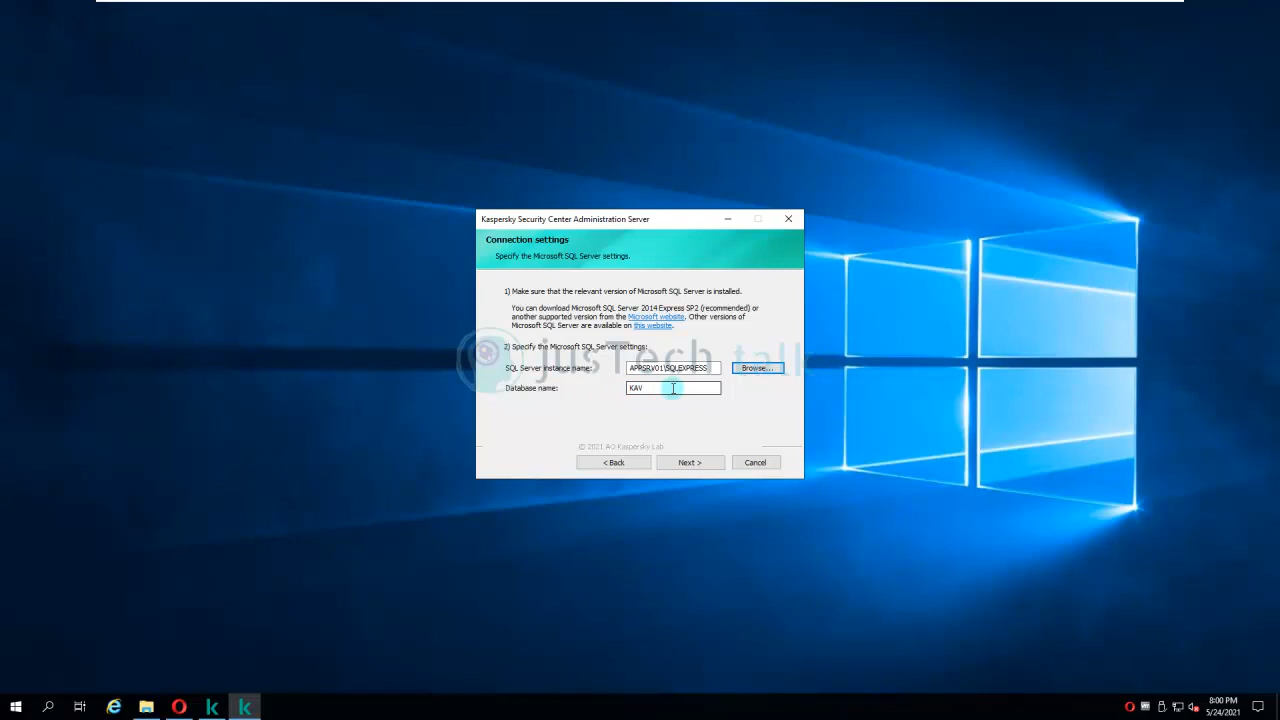 Kaspersky Security Center Administration Server
Connection settings
Specify the Microsoft SQL Server settings.
1) Make sure that the relevant version of Microsoft SQL Server is installed.
You can download Microsoft SQL Server 2014 Express SP2 (recommended) or
another supported version from the Microsoft website. Other versions of
Microsoft SQL Server are available on this website.
2) Specify the Microsoft SQL Server settings:
jusTech talk
SQL Server instance name: APPSRV01\SQLEXPRESS Browse...
Database name: KAV
© 2021 AO Kaspersky Lab
< Back Next > Cancel
8:00 PM
5/24/2021